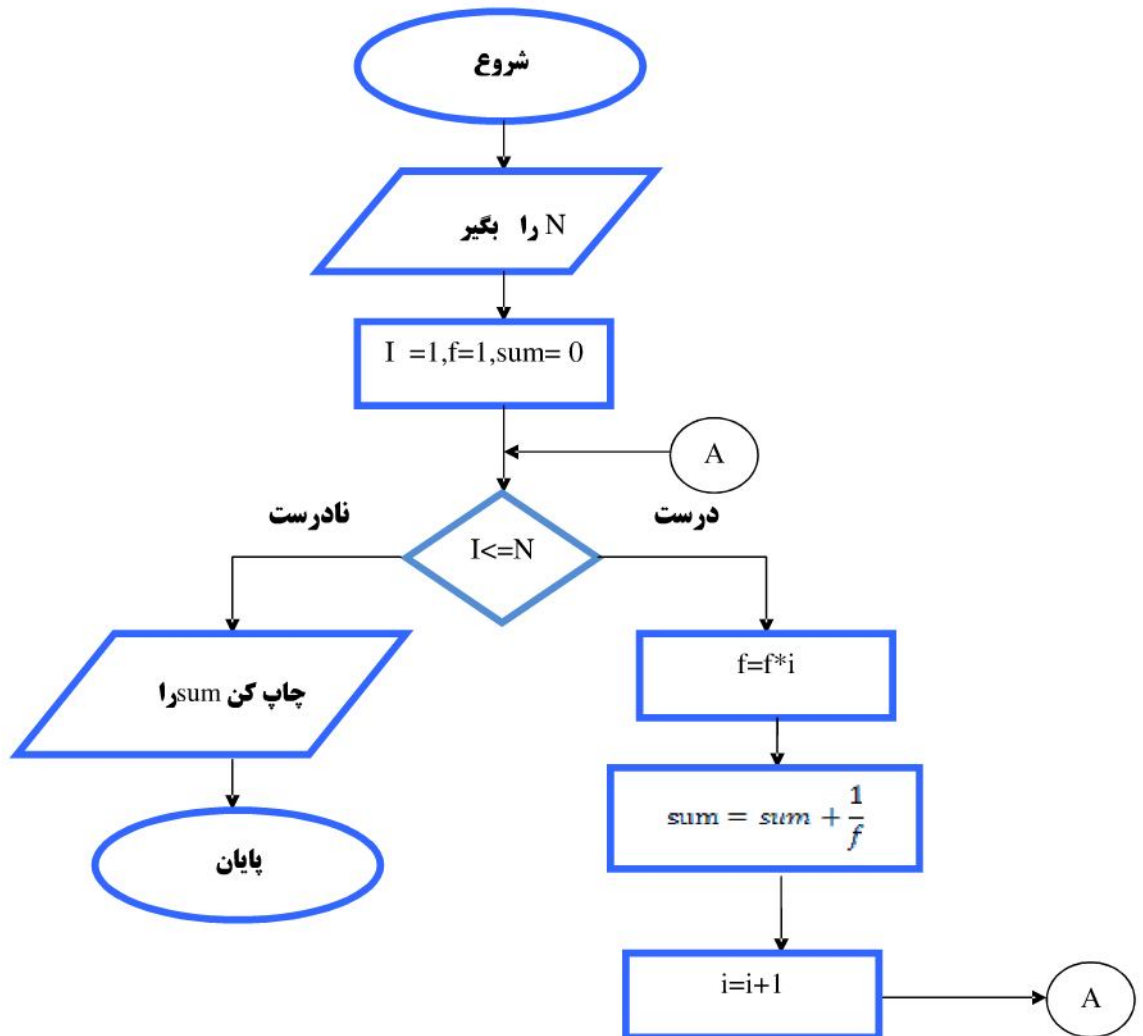 شروع
N را بگیر
I =1,f=1,sum= 0
A
نادرست
درست
I<=N
چاپ کن sumرا
f=f*i
sum = sum + 1/f
پایان
i=i+1
A